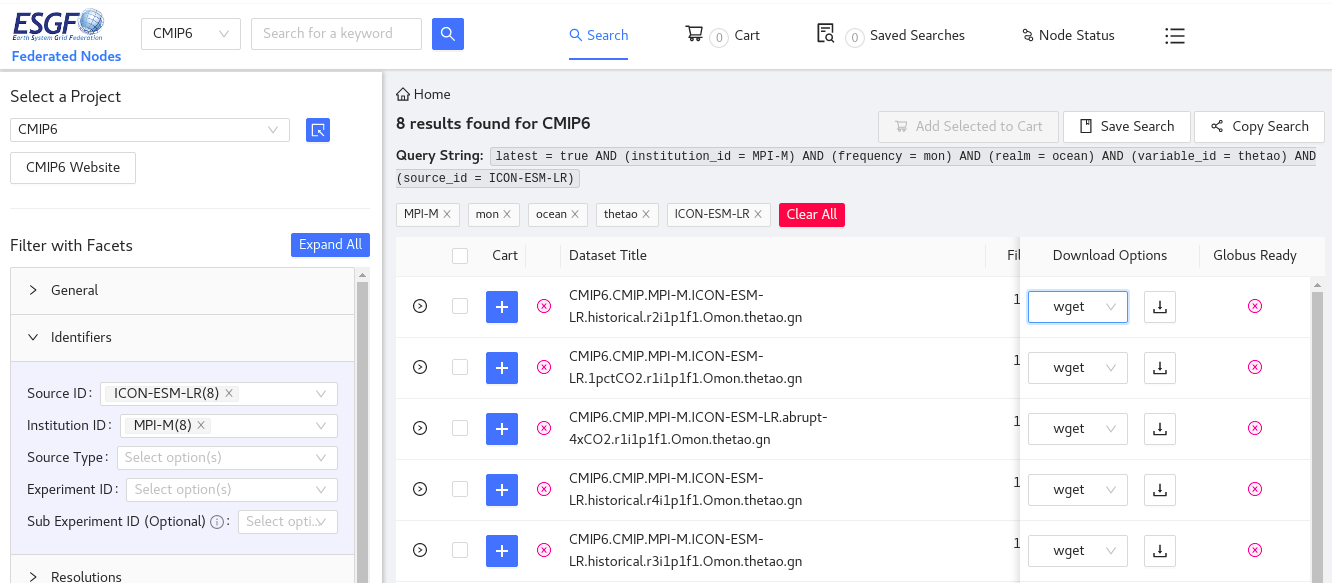 ESGF
Earth System Grid Federation
Federated Nodes
CMIP6
Search for a keyword
Search
0 Cart
0 Saved Searches
Node Status
Select a Project
CMIP6
CMIP6 Website
Filter with Facets
Expand All
General
Identifiers
Source ID: ICON-ESM-LR(8)
Institution ID: MPI-M(8)
Source Type: Select option(s)
Experiment ID: Select option(s)
Sub Experiment ID (Optional) : Select opti...
Resolutions
Home
8 results found for CMIP6
Add Selected to Cart
Save Search
Copy Search
Query String: latest = true AND (institution_id = MPI-M) AND (frequency = mon) AND (realm = ocean) AND (variable_id = thetao) AND
(source_id = ICON-ESM-LR)
MPI-M mon ocean thetao ICON-ESM-LR Clear All
Cart Dataset Title Fil Download Options Globus Ready
CMIP6.CMIP.MPI-M.ICON-ESM-
LR.historical.r2i1p1f1.Omon.thetao.gn
1 wget
CMIP6.CMIP.MPI-M.ICON-ESM-
LR.1pctCO2.r1i1p1f1.Omon.thetao.gn
1 wget
CMIP6.CMIP.MPI-M.ICON-ESM-LR.abrupt-
4xCO2.r1i1p1f1.Omon.thetao.gn
1 wget
CMIP6.CMIP.MPI-M.ICON-ESM-
LR.historical.r4i1p1f1.Omon.thetao.gn
1 wget
CMIP6.CMIP.MPI-M.ICON-ESM-
LR.historical.r3i1p1f1.Omon.thetao.gn
1 wget